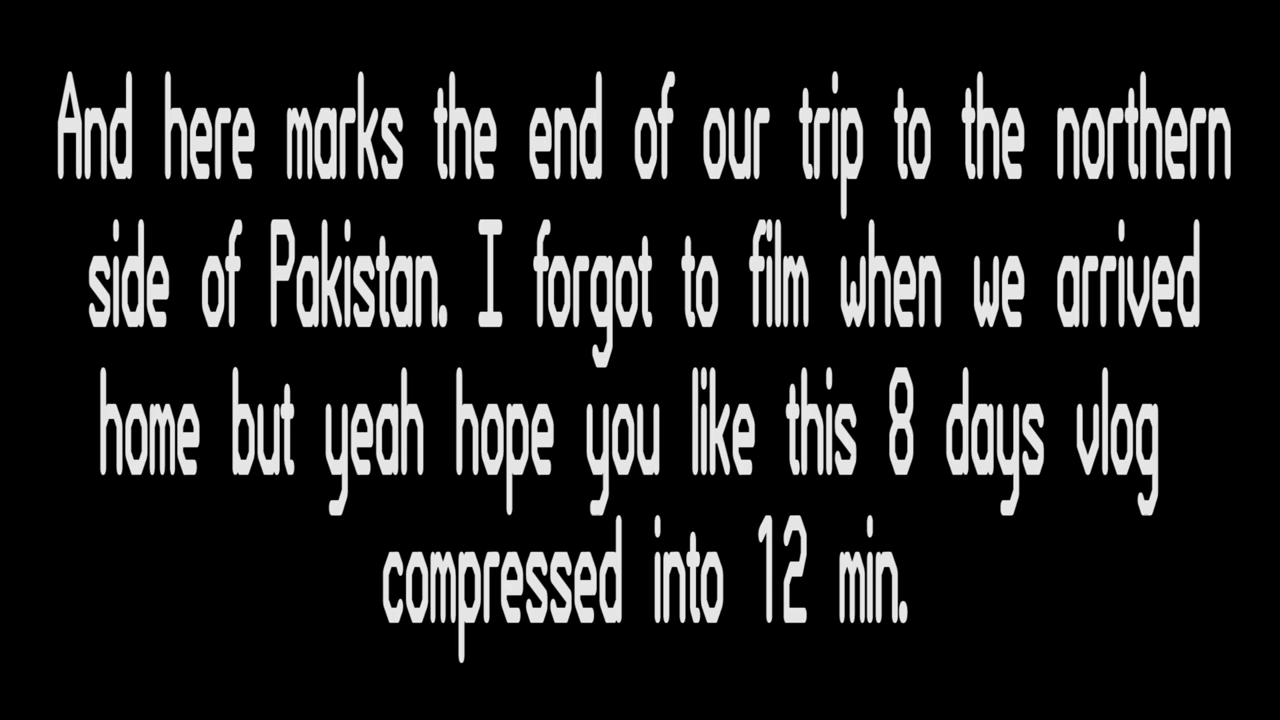 And here marks the end of our trip to the northern
side of Pakistan. I forgot to film when we arrived
home but yeah hope you like this 8 days vlog
compressed into 12 min.